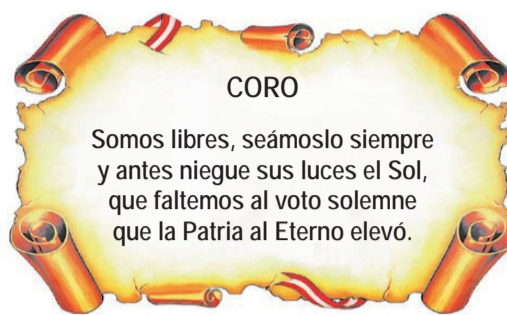 CORO
Somos libres, seámoslo siempre
y antes niegue sus luces el Sol,
que faltemos al voto solemne
que la Patria al Eterno elevó.